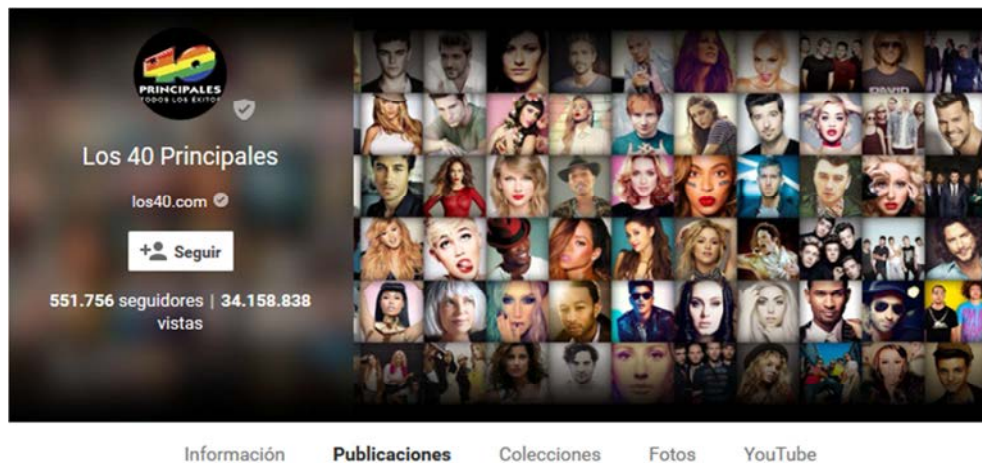 40
PRINCIPALES
TODOS LOS ÉXITOS
Los 40 Principales
los40.com
Seguir
551.756 seguidores | 34.158.838
vistas
DAVID
Información Publicaciones Colecciones Fotos YouTube